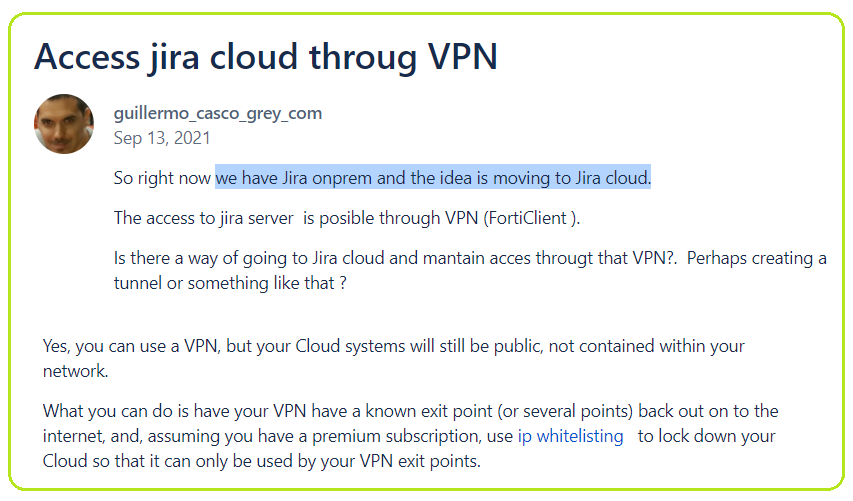 Access jira cloud throug VPN
guillermo_casco_grey_com
Sep 13, 2021
So right now we have Jira onprem and the idea is moving to Jira cloud.
The access to jira server  is posible through VPN (FortiClient ).
Is there a way of going to Jira cloud and mantain acces througt that VPN?.  Perhaps creating a
tunnel or something like that ?
Yes, you can use a VPN, but your Cloud systems will still be public, not contained within your
network.
What you can do is have your VPN have a known exit point (or several points) back out on to the
internet, and, assuming you have a premium subscription, use ip whitelisting   to lock down your
Cloud so that it can only be used by your VPN exit points.